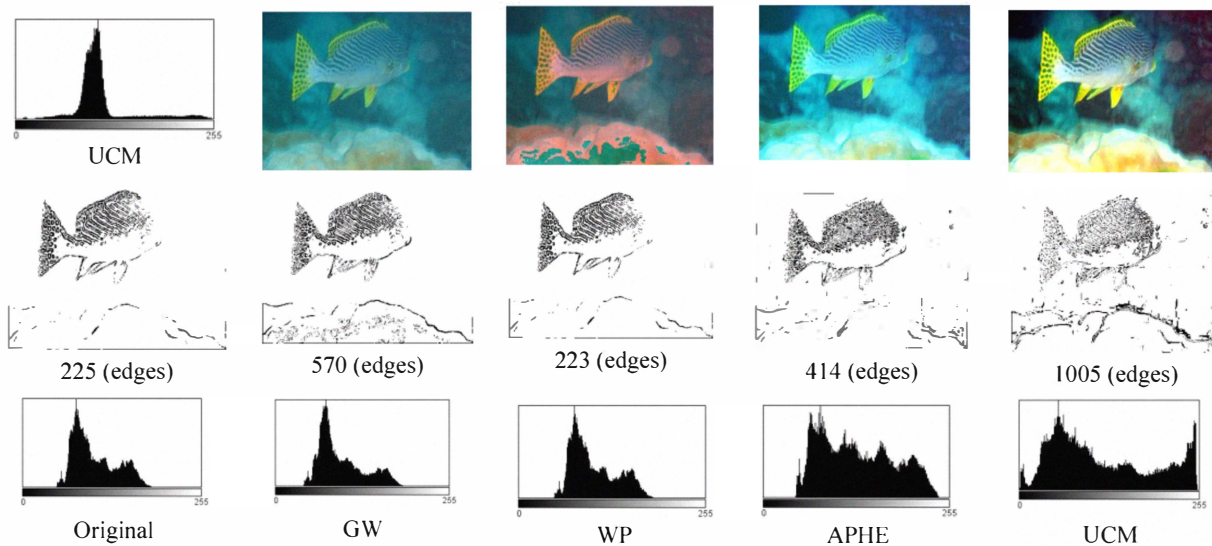 0 255
UCM
225 (edges) 570 (edges) 223 (edges) 414 (edges) 1005 (edges)
0 255 0 255 0 255 0 255 0 255
Original GW WP APHE UCM